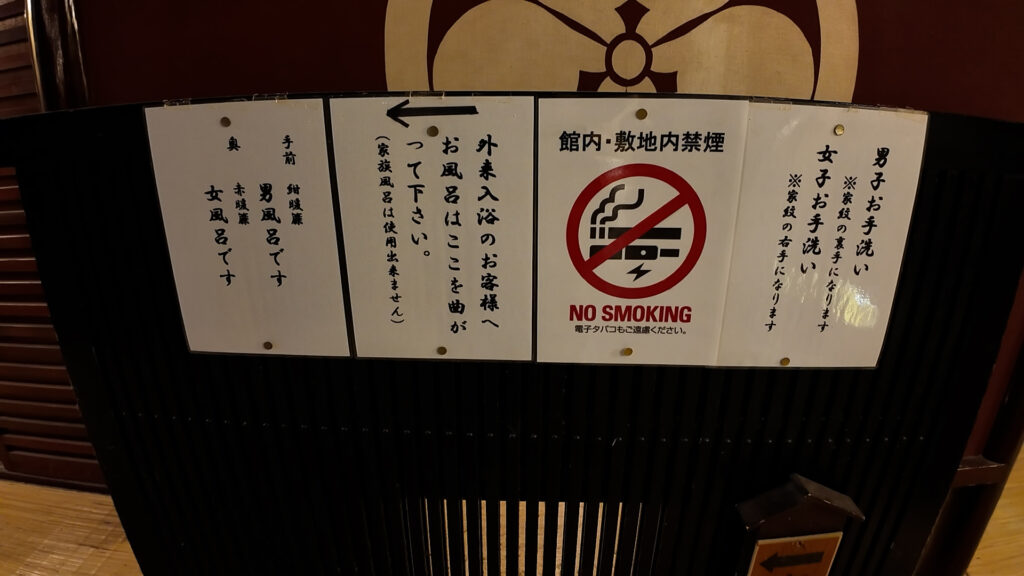 男子お手洗い
※家紋の裏手になります
女子お手洗い
※家紋の右手になります
館内・敷地内禁煙
NO SMOKING
電子タバコもご遠慮ください。
外来入浴のお客様へ
お風呂はここを曲が
って下さい。
(家族風呂は使用出来ません)
手前 紺暖簾
男風呂です
奥 赤暖簾
女風呂です